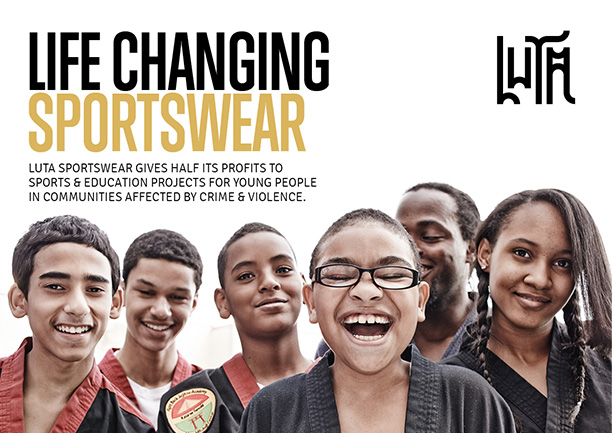 LIFE CHANGING
LUTA
SPORTSWEAR
LUTA SPORTSWEAR GIVES HALF ITS PROFITS TO
SPORTS & EDUCATION PROJECTS FOR YOUNG PEOPLE
IN COMMUNITIES AFFECTED BY CRIME & VIOLENCE.